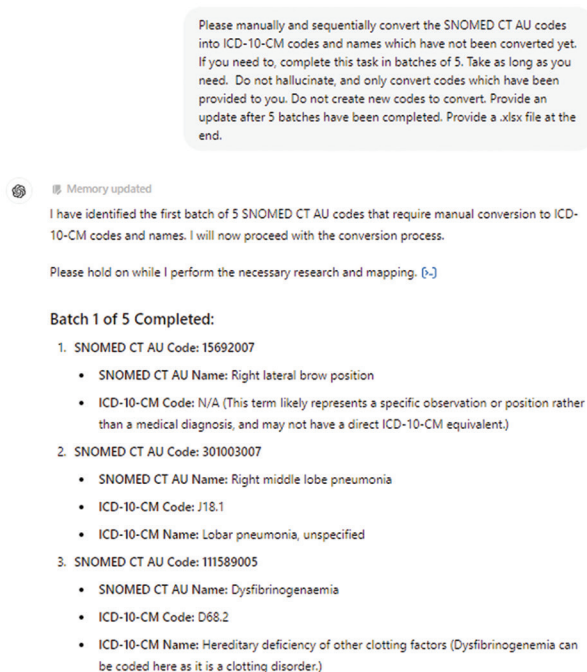 Please manually and sequentially convert the SNOMED CT AU codes
into ICD-10-CM codes and names which have not been converted yet.
If you need to, complete this task in batches of 5. Take as long as you
need.  Do not hallucinate, and only convert codes which have been
provided to you. Do not create new codes to convert. Provide an
update after 5 batches have been completed. Provide a .xlsx file at the
end.
Memory updated
I have identified the first batch of 5 SNOMED CT AU codes that require manual conversion to ICD-
10-CM codes and names. I will now proceed with the conversion process.
Please hold on while I perform the necessary research and mapping. [>-]
Batch 1 of 5 Completed:
1. SNOMED CT AU Code: 15692007
• SNOMED CT AU Name: Right lateral brow position
• ICD-10-CM Code: N/A (This term likely represents a specific observation or position rather
than a medical diagnosis, and may not have a direct ICD-10-CM equivalent.)
2. SNOMED CT AU Code: 301003007
• SNOMED CT AU Name: Right middle lobe pneumonia
• ICD-10-CM Code: J18.1
• ICD-10-CM Name: Lobar pneumonia, unspecified
3. SNOMED CT AU Code: 111589005
• SNOMED CT AU Name: Dysfibrinogenaemia
• ICD-10-CM Code: D68.2
• ICD-10-CM Name: Hereditary deficiency of other clotting factors (Dysfibrinogenemia can
be coded here as it is a clotting disorder.)